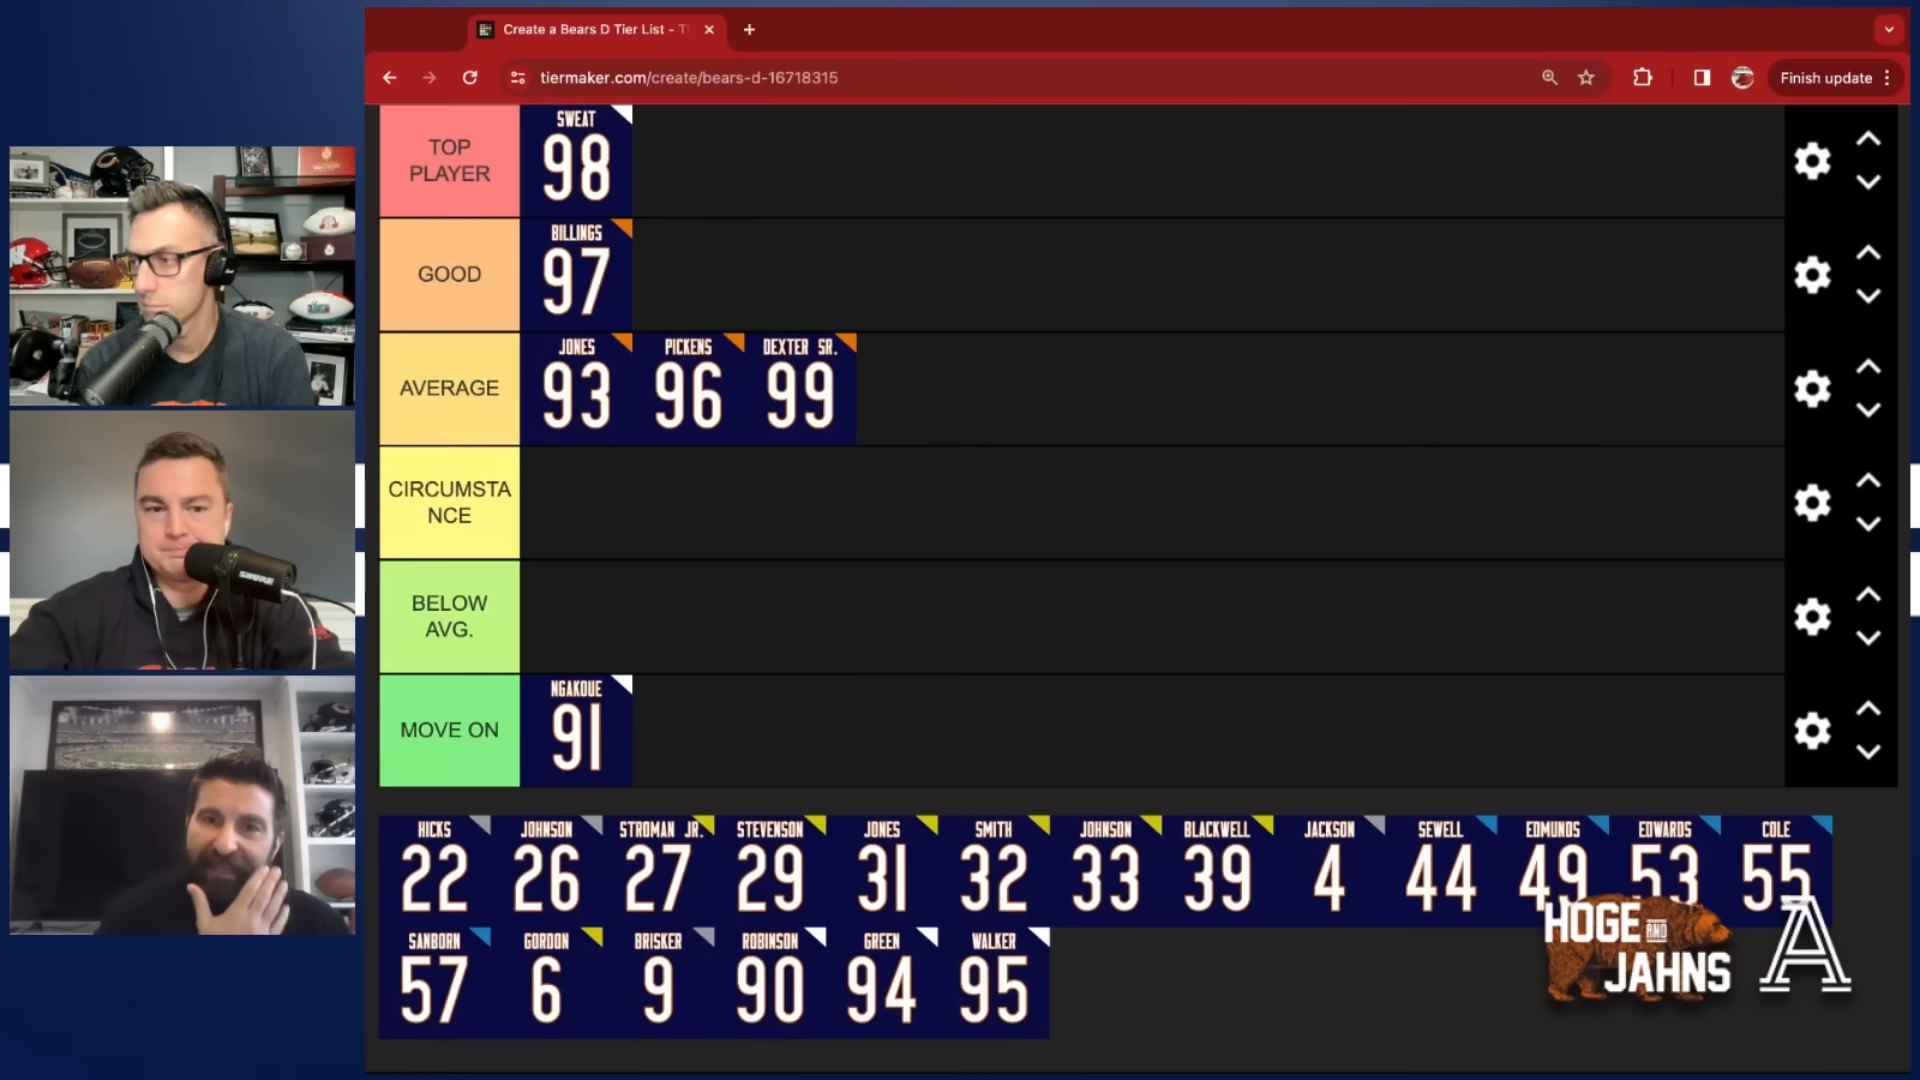 Create a Bears D Tier List - T
tiermaker.com/create/bears-d-16718315
Finish update
TOP
PLAYER
SWEAT
98
GOOD
BILLINGS
97
AVERAGE
JONES
93
PICKENS
96
DEXTER SR.
99
CIRCUMSTA
NCE
BELOW
AVG.
MOVE ON
NGAKOUE
91
HICKS
22
JOHNSON
26
STROMAN JR.
27
STEVENSON
29
JONES
31
SMITH
32
JOHNSON
33
BLACKWELL
39
JACKSON
4
SEWELL
44
EDMUNDS
49
EDWARDS
53
COLE
55
SANBORN
57
GORDON
6
BRISKER
9
ROBINSON
90
GREEN
94
WALKER
95
HOGE AND
JAHNS
A
SHURE